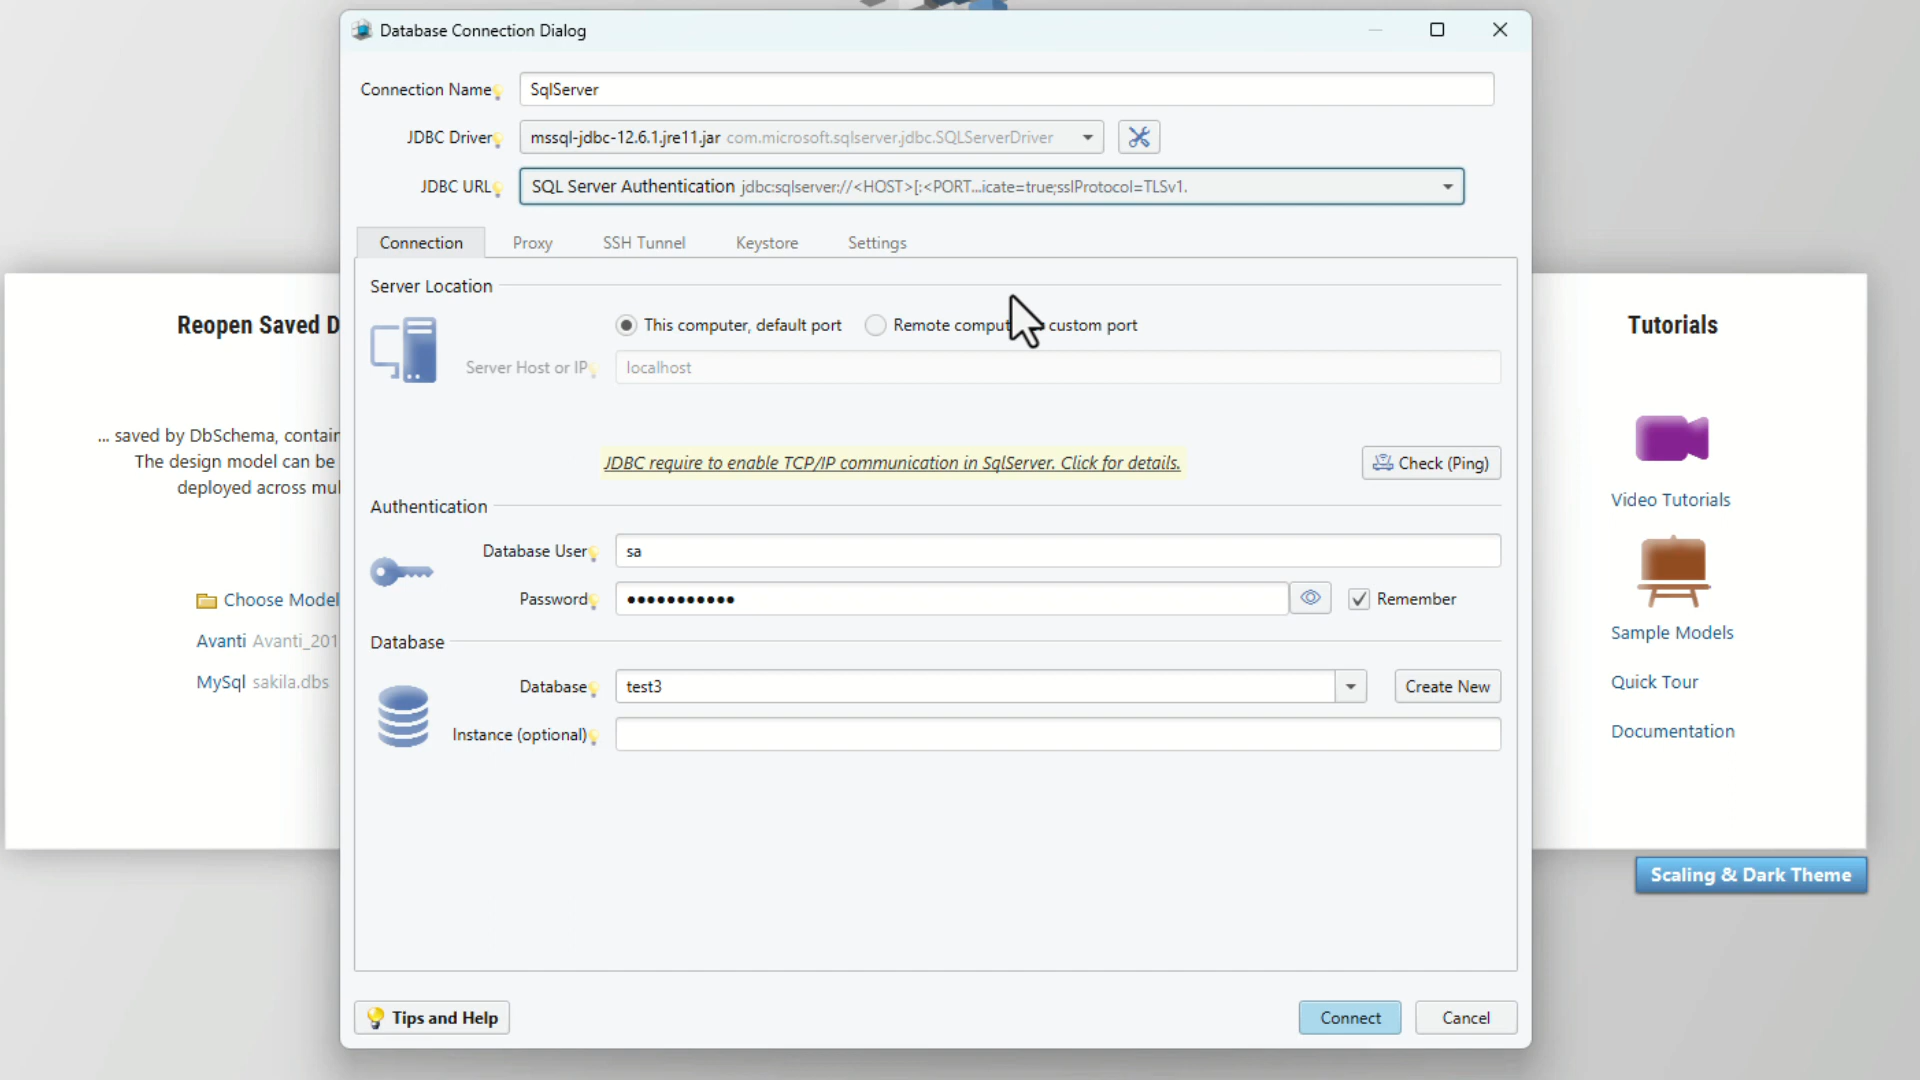 Database Connection Dialog
Connection Name SqlServer
JDBC Driver mssql-jdbc-12.6.1.jre11.jar com.microsoft.sqlserver.jdbc.SQLServerDriver
JDBC URL SQL Server Authentication jdbc:sqlserver://<HOST>[:<PORT...icate=true;sslProtocol=TLSv1.
Connection Proxy SSH Tunnel Keystore Settings
Server Location
This computer, default port Remote custom port
Server Host or IP localhost
JDBC require to enable TCP/IP communication in SqlServer. Click for details. Check (Ping)
Authentication
Database User sa
Password ••••••••••• Remember
Database
Database test3 Create New
Instance (optional)
Tips and Help Connect Cancel
Reopen Saved D
... saved by DbSchema, contain
The design model can be
deployed across mul
Choose Model
Avanti Avanti_201
MySql sakila.dbs
Tutorials
Video Tutorials
Sample Models
Quick Tour
Documentation
Scaling & Dark Theme